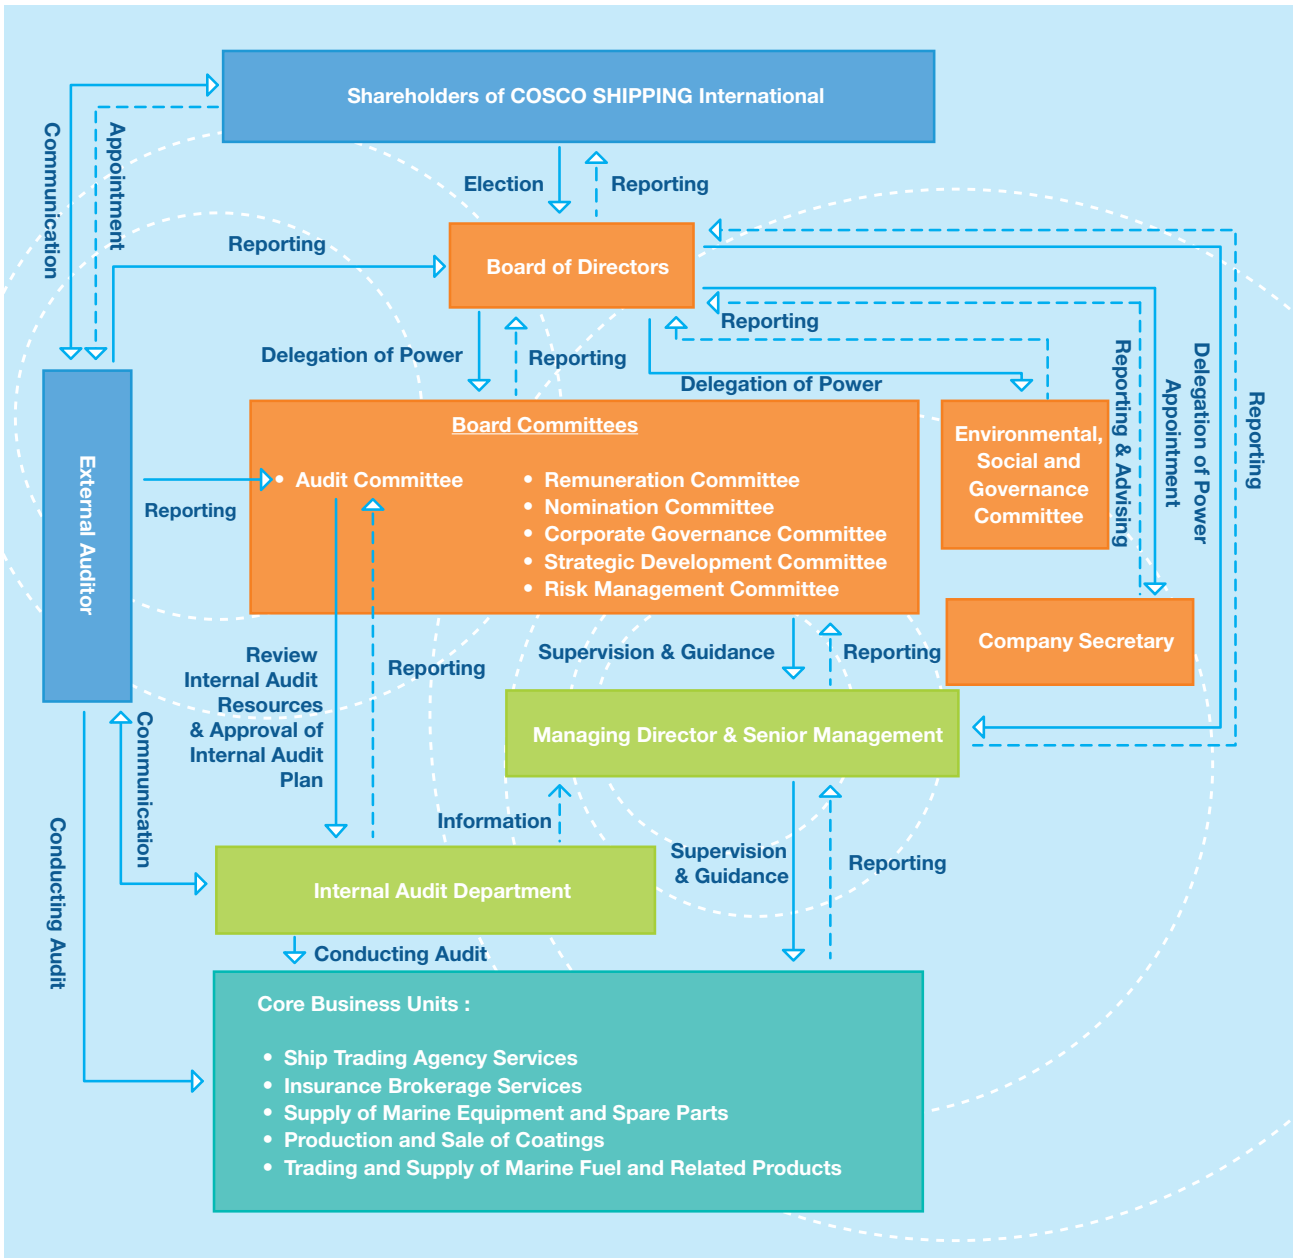 Shareholders of COSCO SHIPPING International
Communication
Appointment
Election
Reporting
Reporting
Board of Directors
Reporting
Delegation of Power
Reporting
Delegation of Power
Reporting & Advising
Appointment
Delegation of Power
Reporting
External Auditor
Reporting
Board Committees
• Audit Committee
• Remuneration Committee
• Nomination Committee
• Corporate Governance Committee
• Strategic Development Committee
• Risk Management Committee
Environmental,
Social and
Governance
Committee
Company Secretary
Review
Internal Audit
Resources
& Approval of
Internal Audit
Plan
Reporting
Supervision & Guidance
Reporting
Managing Director & Senior Management
Communication
Conducting Audit
Information
Supervision
& Guidance
Reporting
Internal Audit Department
Conducting Audit
Core Business Units :
• Ship Trading Agency Services
• Insurance Brokerage Services
• Supply of Marine Equipment and Spare Parts
• Production and Sale of Coatings
• Trading and Supply of Marine Fuel and Related Products